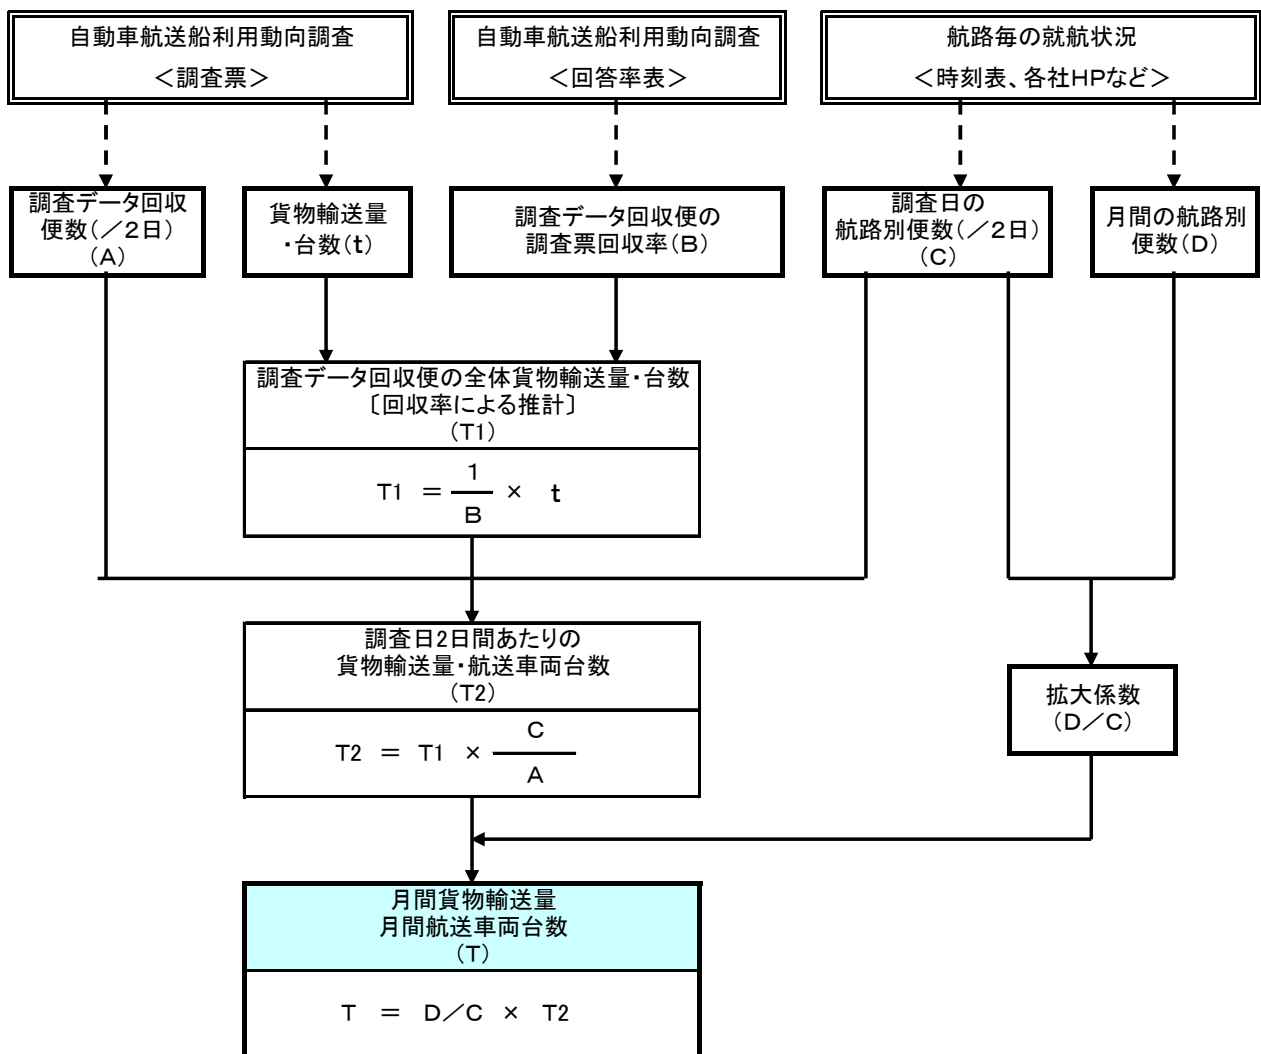 自動車航送船利用動向調査
＜調査票＞
自動車航送船利用動向調査
＜回答率表＞
航路毎の就航状況
＜時刻表、各社HPなど＞
調査データ回収
便数（／2日）
（A）
貨物輸送量
・台数（t）
調査データ回収便の
調査票回収率（B）
調査日の
航路別便数（／2日）
（C）
月間の航路別
便数（D）
調査データ回収便の全体貨物輸送量・台数
〔回収率による推計〕
（T1）
T1 ＝ 1/B × t
調査日2日間あたりの
貨物輸送量・航送車両台数
（T2）
T2 ＝ T1 × C/A
拡大係数
（D／C）
月間貨物輸送量
月間航送車両台数
（T）
T ＝ D／C × T2